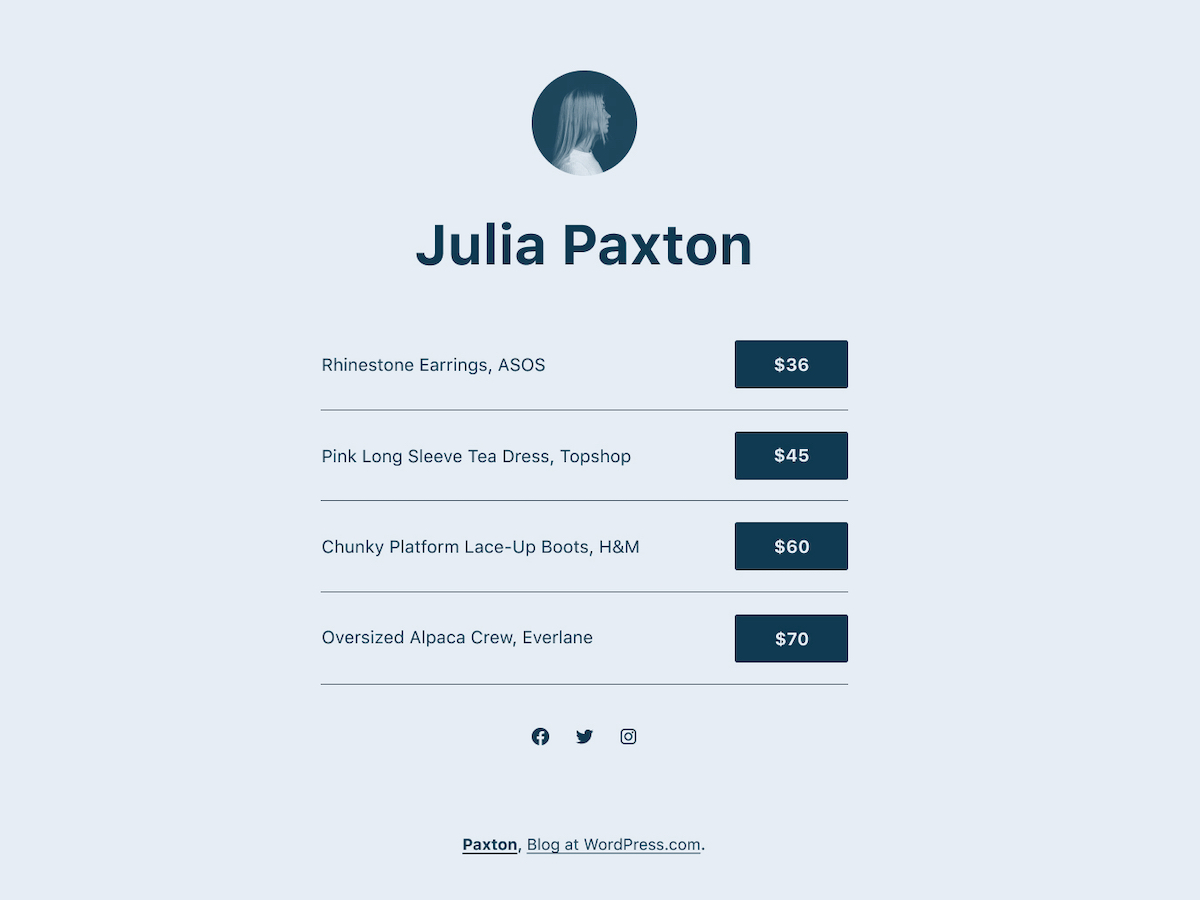 Julia Paxton
Rhinestone Earrings, ASOS $36
Pink Long Sleeve Tea Dress, Topshop $45
Chunky Platform Lace-Up Boots, H&M $60
Oversized Alpaca Crew, Everlane $70
Paxton, Blog at WordPress.com.